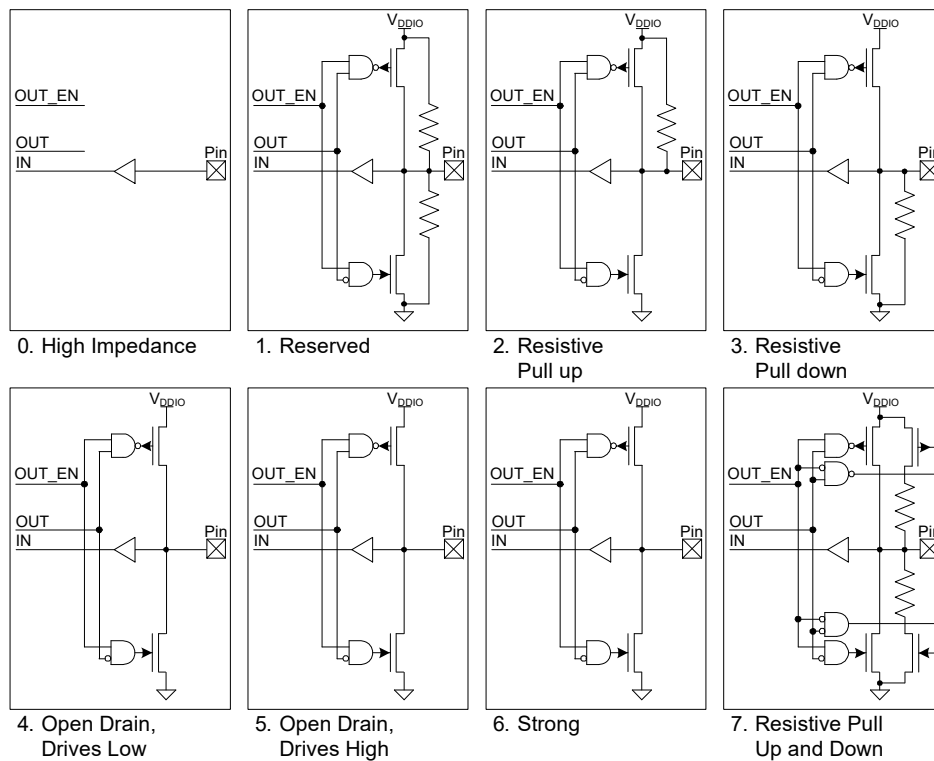 VDDIO
OUT_EN
OUT
IN
Pin
0. High Impedance
VDDIO
OUT_EN
OUT
IN
Pin
1. Reserved
VDDIO
OUT_EN
OUT
IN
Pin
2. Resistive
Pull up
VDDIO
OUT_EN
OUT
IN
Pin
3. Resistive
Pull down
VDDIO
OUT_EN
OUT
IN
Pin
4. Open Drain,
Drives Low
VDDIO
OUT_EN
OUT
IN
Pin
5. Open Drain,
Drives High
VDDIO
OUT_EN
OUT
IN
Pin
6. Strong
VDDIO
OUT_EN
OUT
IN
Pin
7. Resistive Pull
Up and Down